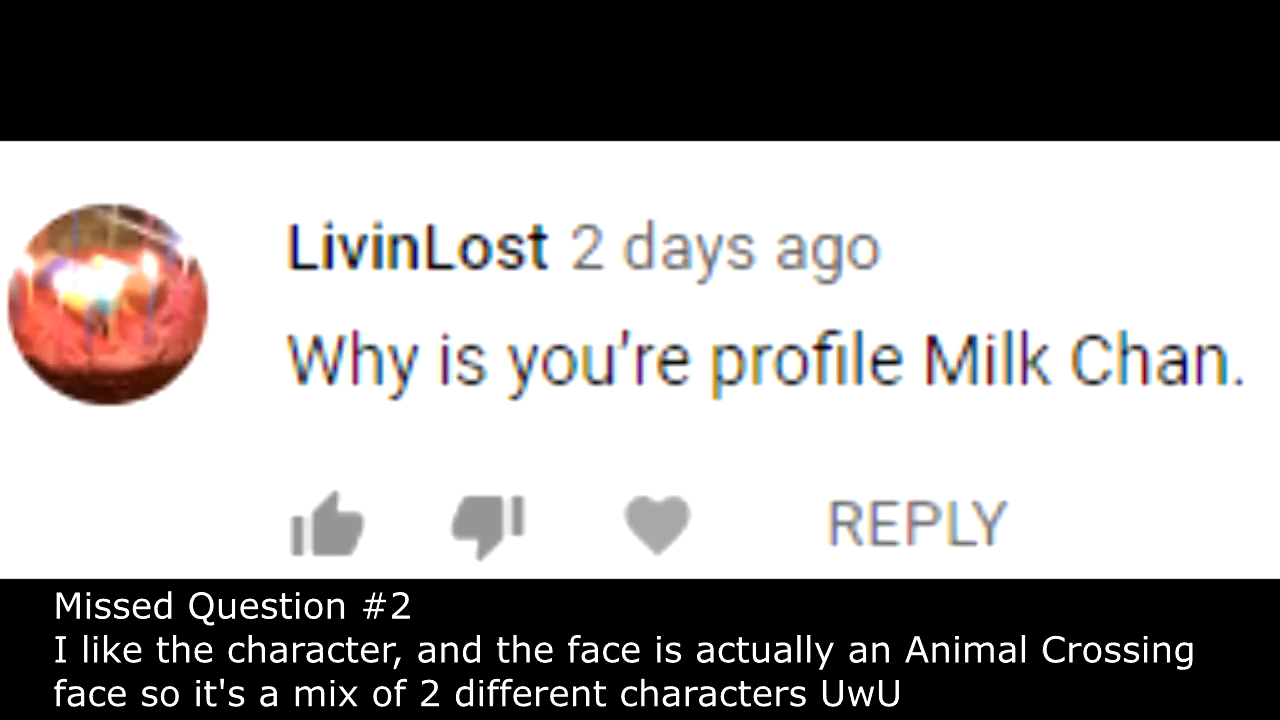 LivinLost 2 days ago
Why is you're profile Milk Chan.
REPLY
Missed Question #2
I like the character, and the face is actually an Animal Crossing
face so it's a mix of 2 different characters UwU